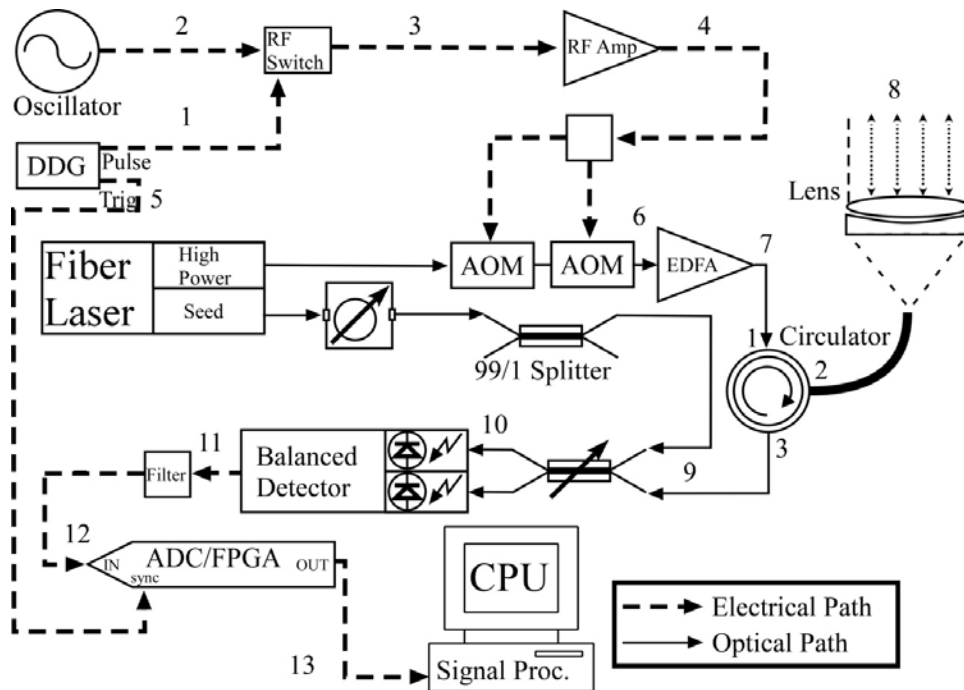 2
3
4
RF
Switch
RF Amp
Oscillator
1
8
DDG
Pulse
Trig
5
Lens
6
7
Fiber
Laser
High
Power
Seed
AOM
AOM
EDFA
1
Circulator
2
3
99/1 Splitter
11
10
9
Filter
Balanced
Detector
12
IN
sync
ADC/FPGA
OUT
CPU
13
Signal Proc.
Electrical Path
Optical Path